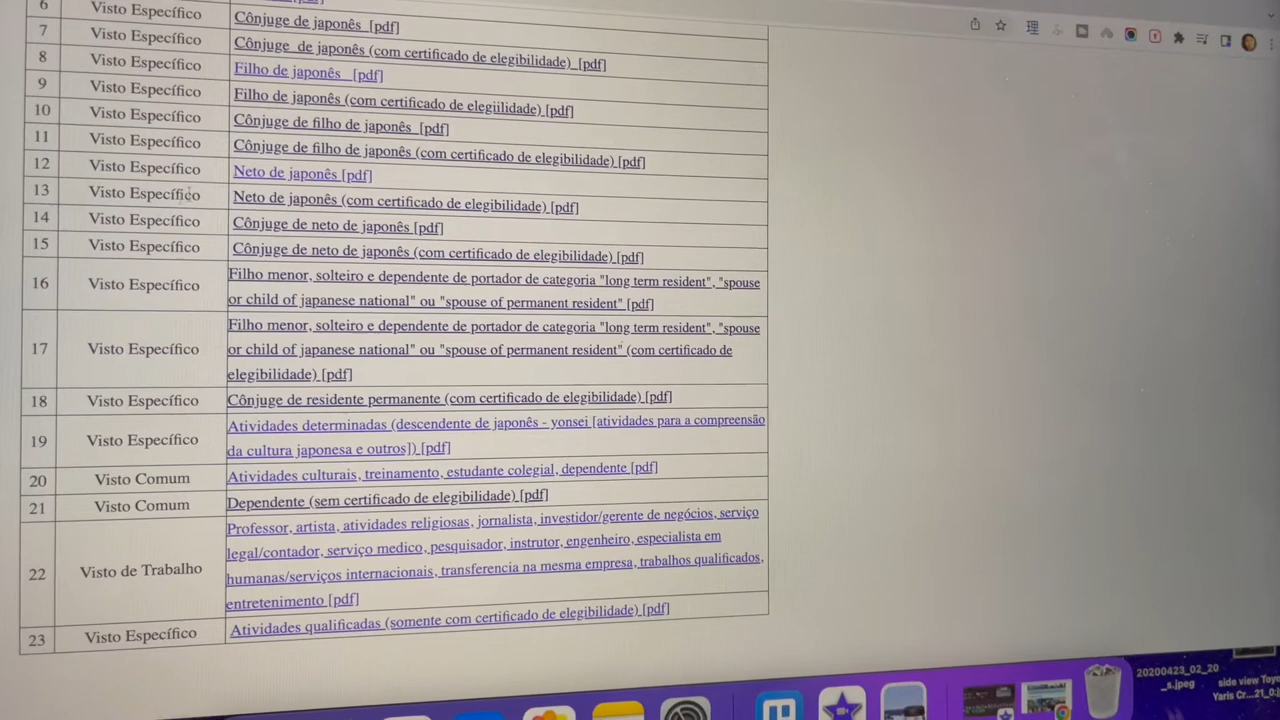 6 Visto Específico Cônjuge de japonês [pdf]
7 Visto Específico Cônjuge de japonês (com certificado de elegibilidade) [pdf]
8 Visto Específico Filho de japonês [pdf]
9 Visto Específico Filho de japonês (com certificado de elegiilidade) [pdf]
10 Visto Específico Cônjuge de filho de japonês [pdf]
11 Visto Específico Cônjuge de filho de japonês (com certificado de elegibilidade) [pdf]
12 Visto Específico Neto de japonês [pdf]
13 Visto Específico Neto de japonês (com certificado de elegibilidade) [pdf]
14 Visto Específico Cônjuge de neto de japonês [pdf]
15 Visto Específico Cônjuge de neto de japonês (com certificado de elegibilidade) [pdf]
16 Visto Específico Filho menor, solteiro e dependente de portador de categoria "long term resident", "spouse
or child of japanese national" ou "spouse of permanent resident" [pdf]
17 Visto Específico Filho menor, solteiro e dependente de portador de categoria "long term resident", "spouse
or child of japanese national" ou "spouse of permanent resident" (com certificado de
elegibilidade) [pdf]
18 Visto Específico Cônjuge de residente permanente (com certificado de elegibilidade) [pdf]
19 Visto Específico Atividades determinadas (descendente de japonês - yonsei [atividades para a compreensão
da cultura japonesa e outros]) [pdf]
20 Visto Comum Atividades culturais, treinamento, estudante colegial, dependente [pdf]
21 Visto Comum Dependente (sem certificado de elegibilidade) [pdf]
22 Visto de Trabalho Professor, artista, atividades religiosas, jornalista, investidor/gerente de negócios, serviço
legal/contador, serviço medico, pesquisador, instrutor, engenheiro, especialista em
humanas/serviços internacionais, transferencia na mesma empresa, trabalhos qualificados,
entretenimento [pdf]
23 Visto Específico Atividades qualificadas (somente com certificado de elegibilidade) [pdf]
理
20200423_02_20
_s.jpeg
side view Toyo
Yaris Cr...21_0:j